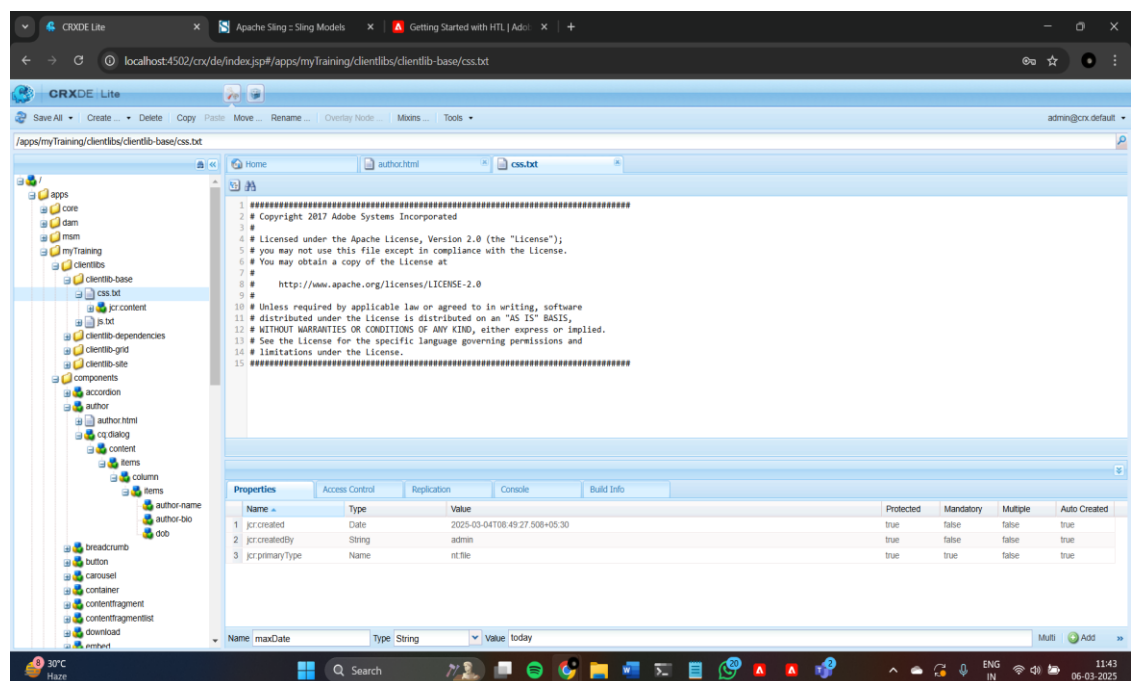 CRXDE Lite
Apache Sling :: Sling Models
Getting Started with HTL | Adol
localhost:4502/crx/de/index.jsp#/apps/myTraining/clientlibs/clientlib-base/css.txt
CRXDE Lite
Save All Create ... Delete Copy Paste Move ... Rename ... Overlay Node ... Mixins ... Tools admin@crx.default
/apps/myTraining/clientlibs/clientlib-base/css.txt
/
apps
core
dam
msm
myTraining
clientlibs
clientlib-base
css.txt
jcr:content
js.txt
clientlib-dependencies
clientlib-grid
clientlib-site
components
accordion
author
author.html
cq:dialog
content
items
column
items
author-name
author-bio
dob
breadcrumb
button
carousel
container
contentfragment
contentfragmentlist
download
embed
Home author.html css.txt
1 ###############################################################################
2 # Copyright 2017 Adobe Systems Incorporated
3 #
4 # Licensed under the Apache License, Version 2.0 (the "License");
5 # you may not use this file except in compliance with the License.
6 # You may obtain a copy of the License at
7 #
8 # http://www.apache.org/licenses/LICENSE-2.0
9 #
10 # Unless required by applicable law or agreed to in writing, software
11 # distributed under the License is distributed on an "AS IS" BASIS,
12 # WITHOUT WARRANTIES OR CONDITIONS OF ANY KIND, either express or implied.
13 # See the License for the specific language governing permissions and
14 # limitations under the License.
15 ###############################################################################
Properties Access Control Replication Console Build Info
Name Type Value Protected Mandatory Multiple Auto Created
1 jcr:created Date 2025-03-04T08:49:27.508+05:30 true false false true
2 jcr:createdBy String admin true false false true
3 jcr:primaryType Name nt:file true true false true
Name maxDate Type String Value today Multi Add »
8 30°C
Haze
Search
20
2
ENG
IN
11:43
06-03-2025